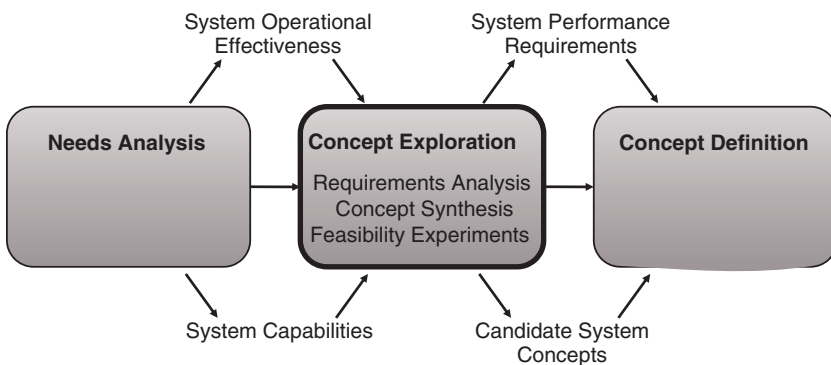 System Operational
Effectiveness
System Performance
Requirements
Needs Analysis
Concept Exploration
Requirements Analysis
Concept Synthesis
Feasibility Experiments
Concept Definition
System Capabilities
Candidate System
Concepts